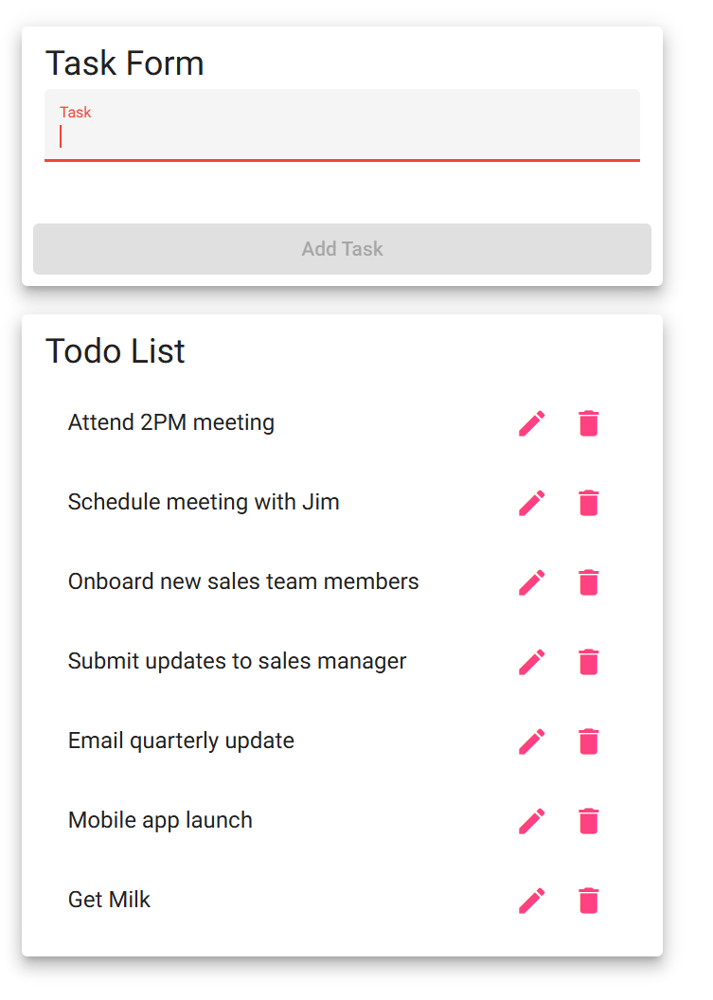 Task Form
Task
Add Task
Todo List
Attend 2PM meeting
Schedule meeting with Jim
Onboard new sales team members
Submit updates to sales manager
Email quarterly update
Mobile app launch
Get Milk